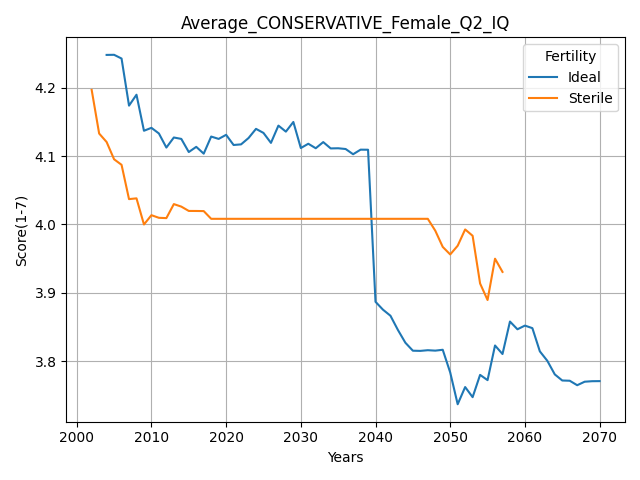 Average_CONSERVATIVE_Female_Q2_IQ
Fertility
Ideal
Sterile
Score(1-7)
4.2
4.1
4.0
3.9
3.8
2000 2010 2020 2030 2040 2050 2060 2070
Years